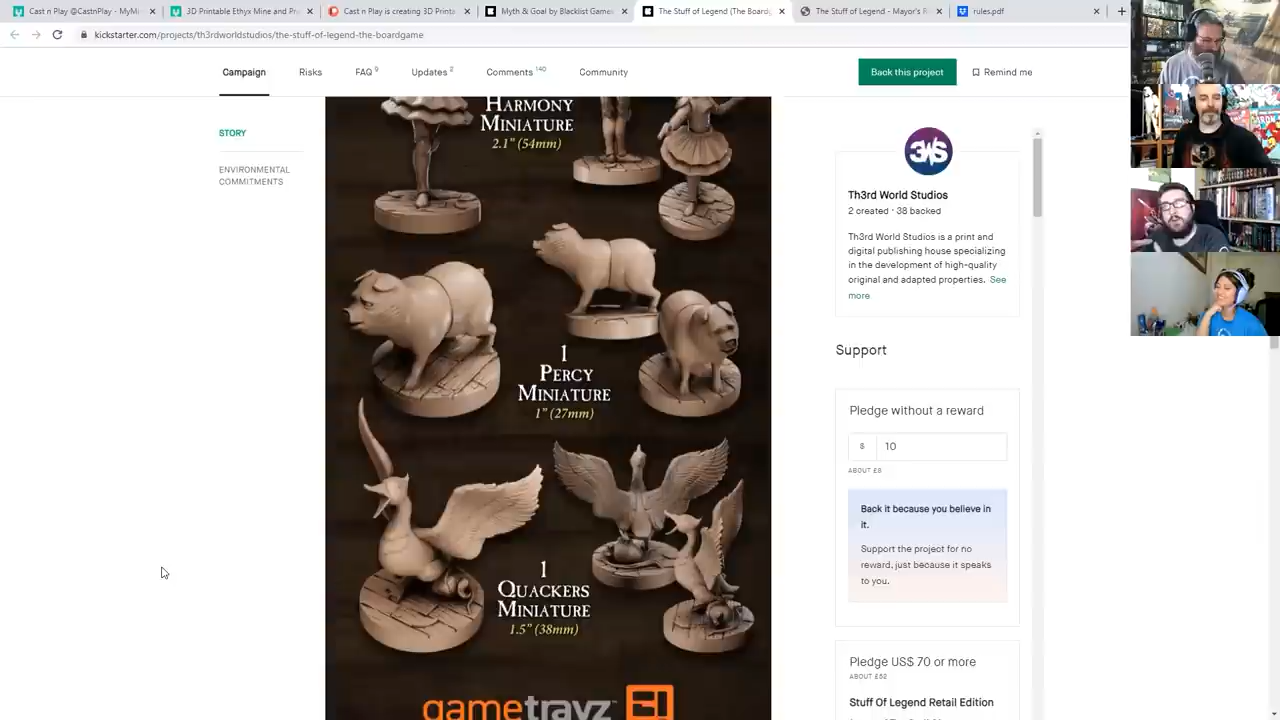 Cast n Play @CastnPlay - MyMi
3D Printable Ethyx Mine and Pr
Cast n Play is creating 3D Printa
Myth & Goal by Blacklist Games
The Stuff of Legend (The Board
The Stuff of Legend - Mayor's R
rules.pdf
kickstarter.com/projects/th3rdworldstudios/the-stuff-of-legend-the-boardgame
Campaign
Risks
FAQ 9
Updates 2
Comments 140
Community
Back this project
Remind me
STORY
ENVIRONMENTAL
COMMITMENTS
HARMONY
MINIATURE
2.1" (54mm)
1
PERCY
MINIATURE
1" (27mm)
1
QUACKERS
MINIATURE
1.5" (38mm)
gametrayz
3WS
Th3rd World Studios
2 created · 38 backed
Th3rd World Studios is a print and
digital publishing house specializing
in the development of high-quality
original and adapted properties. See
more
Support
Pledge without a reward
$ 10
ABOUT £8
Back it because you believe in
it.
Support the project for no
reward, just because it speaks
to you.
Pledge US$ 70 or more
ABOUT £52
Stuff Of Legend Retail Edition